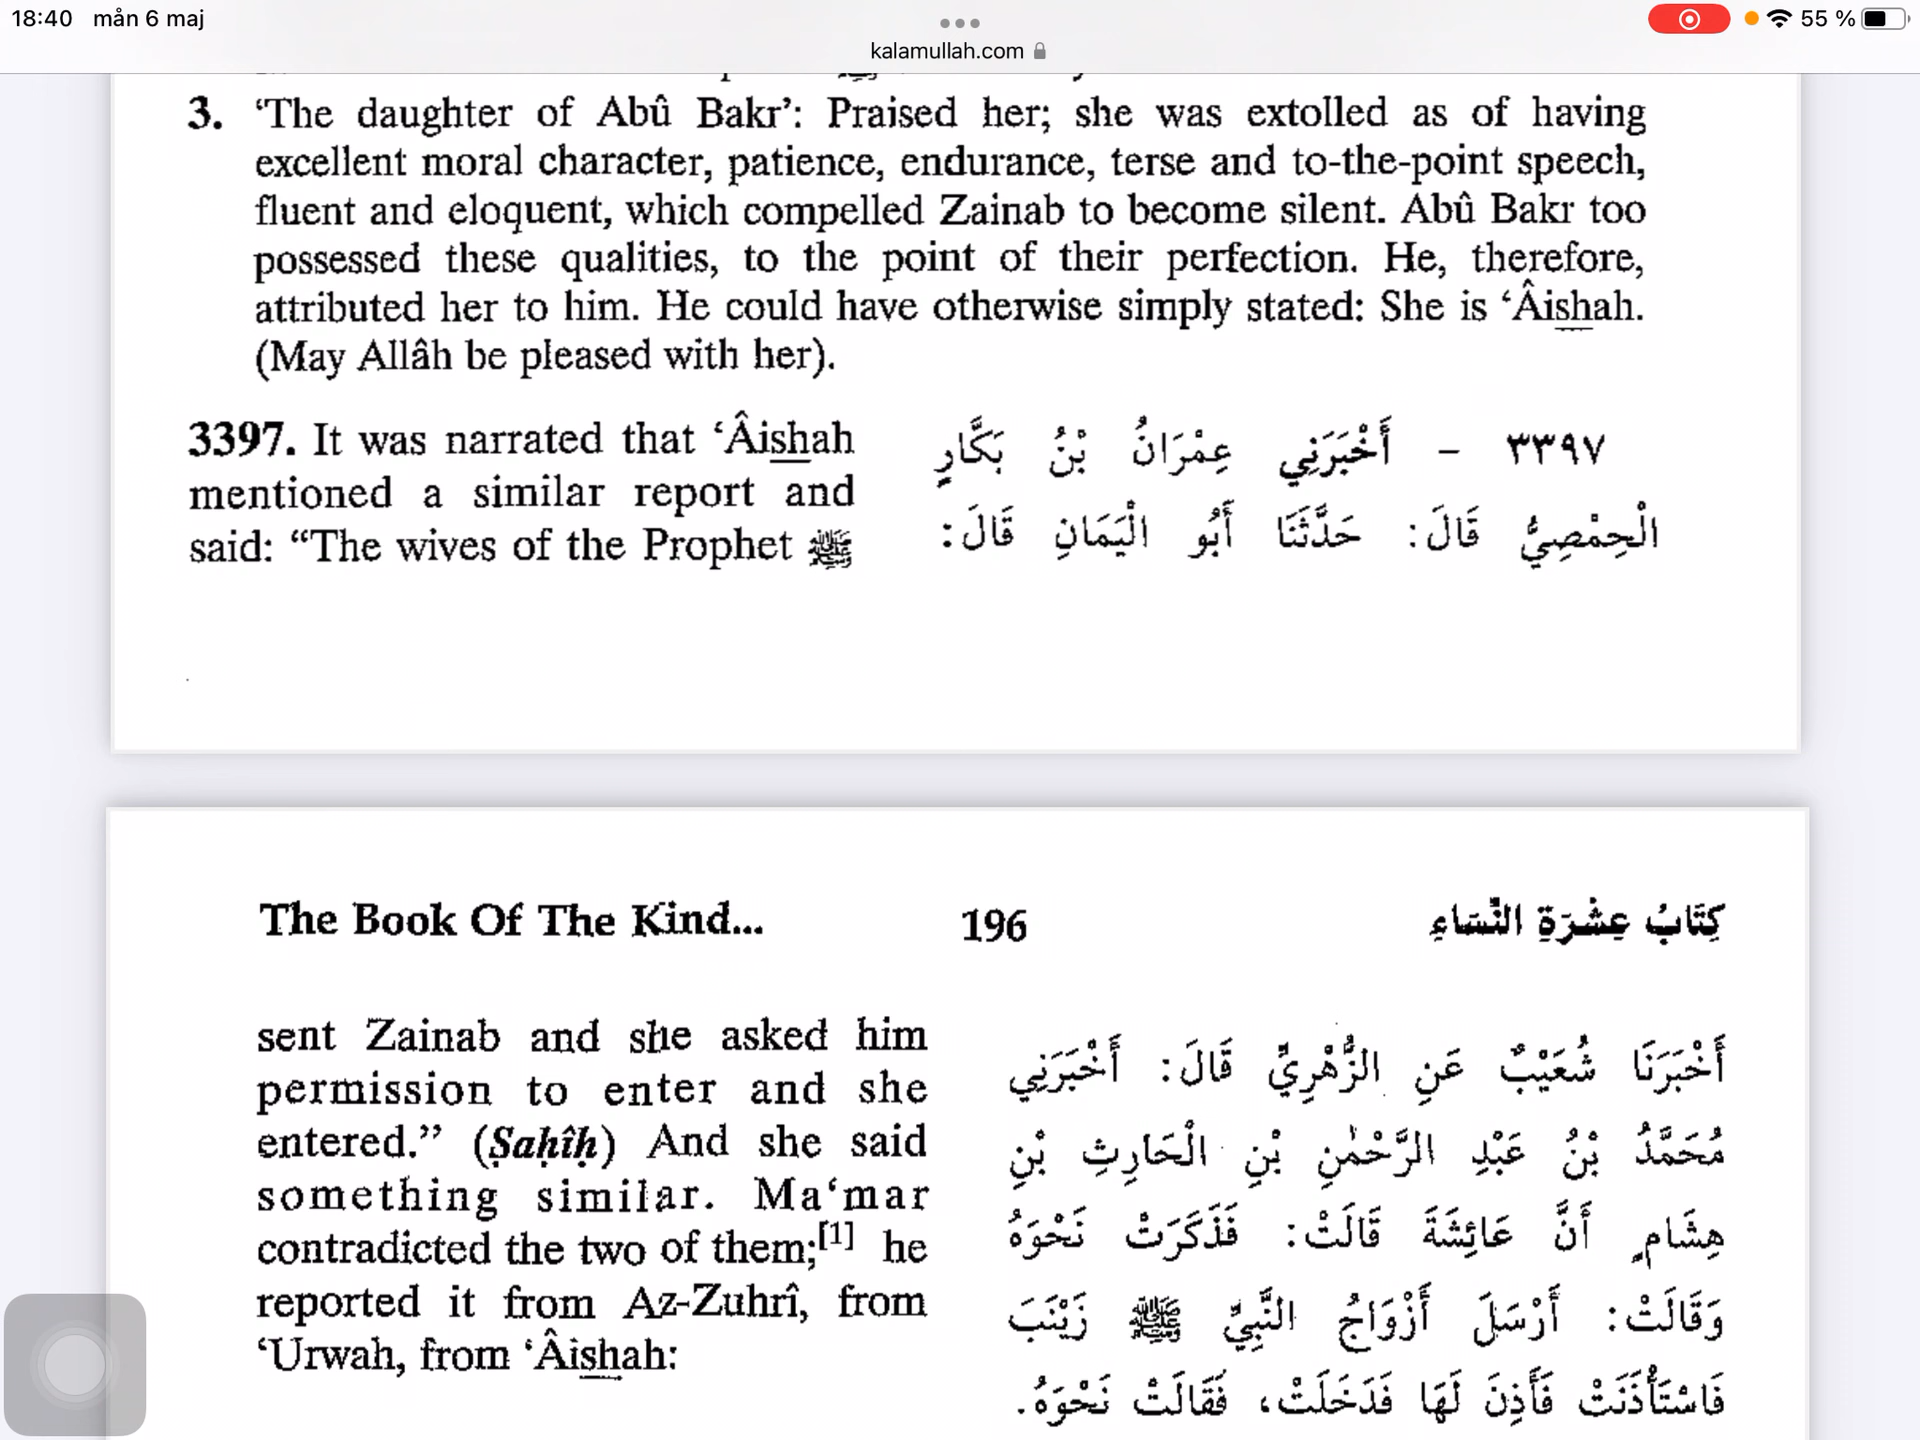 18:40 mån 6 maj
55 %
kalamullah.com
3. ‘The daughter of Abû Bakr’: Praised her; she was extolled as of having
excellent moral character, patience, endurance, terse and to-the-point speech,
fluent and eloquent, which compelled Zainab to become silent. Abû Bakr too
possessed these qualities, to the point of their perfection. He, therefore,
attributed her to him. He could have otherwise simply stated: She is ‘Âishah.
(May Allâh be pleased with her).
3397. It was narrated that ‘Âishah
mentioned a similar report and
said: “The wives of the Prophet ﷺ
٣٣٩٧ - أَخْبَرَنِي عِمْرَانُ بْنُ بَكَّارٍ
الْحِمْصِيُّ قَالَ: حَدَّثَنَا أَبُو الْيَمَانِ قَالَ:
The Book Of The Kind...
196
كِتَابُ عِشْرَةِ النِّسَاءِ
sent Zainab and she asked him
permission to enter and she
entered.” (Ṣaḥîḥ) And she said
something similar. Ma‘mar
contradicted the two of them;[1] he
reported it from Az-Zuhrî, from
‘Urwah, from ‘Âishah:
أَخْبَرَنَا شُعَيْبٌ عَنِ الزُّهْرِيِّ قَالَ: أَخْبَرَنِي
مُحَمَّدُ بْنُ عَبْدِ الرَّحْمٰنِ بْنِ الْحَارِثِ بْنِ
هِشَامٍ أَنَّ عَائِشَةَ قَالَتْ: فَذَكَرَتْ نَحْوَهُ
وَقَالَتْ: أَرْسَلَ أَزْوَاجُ النَّبِيِّ ﷺ زَيْنَبَ
فَاسْتَأْذَنَتْ فَأَذِنَ لَهَا فَدَخَلَتْ، فَقَالَتْ نَحْوَهُ.